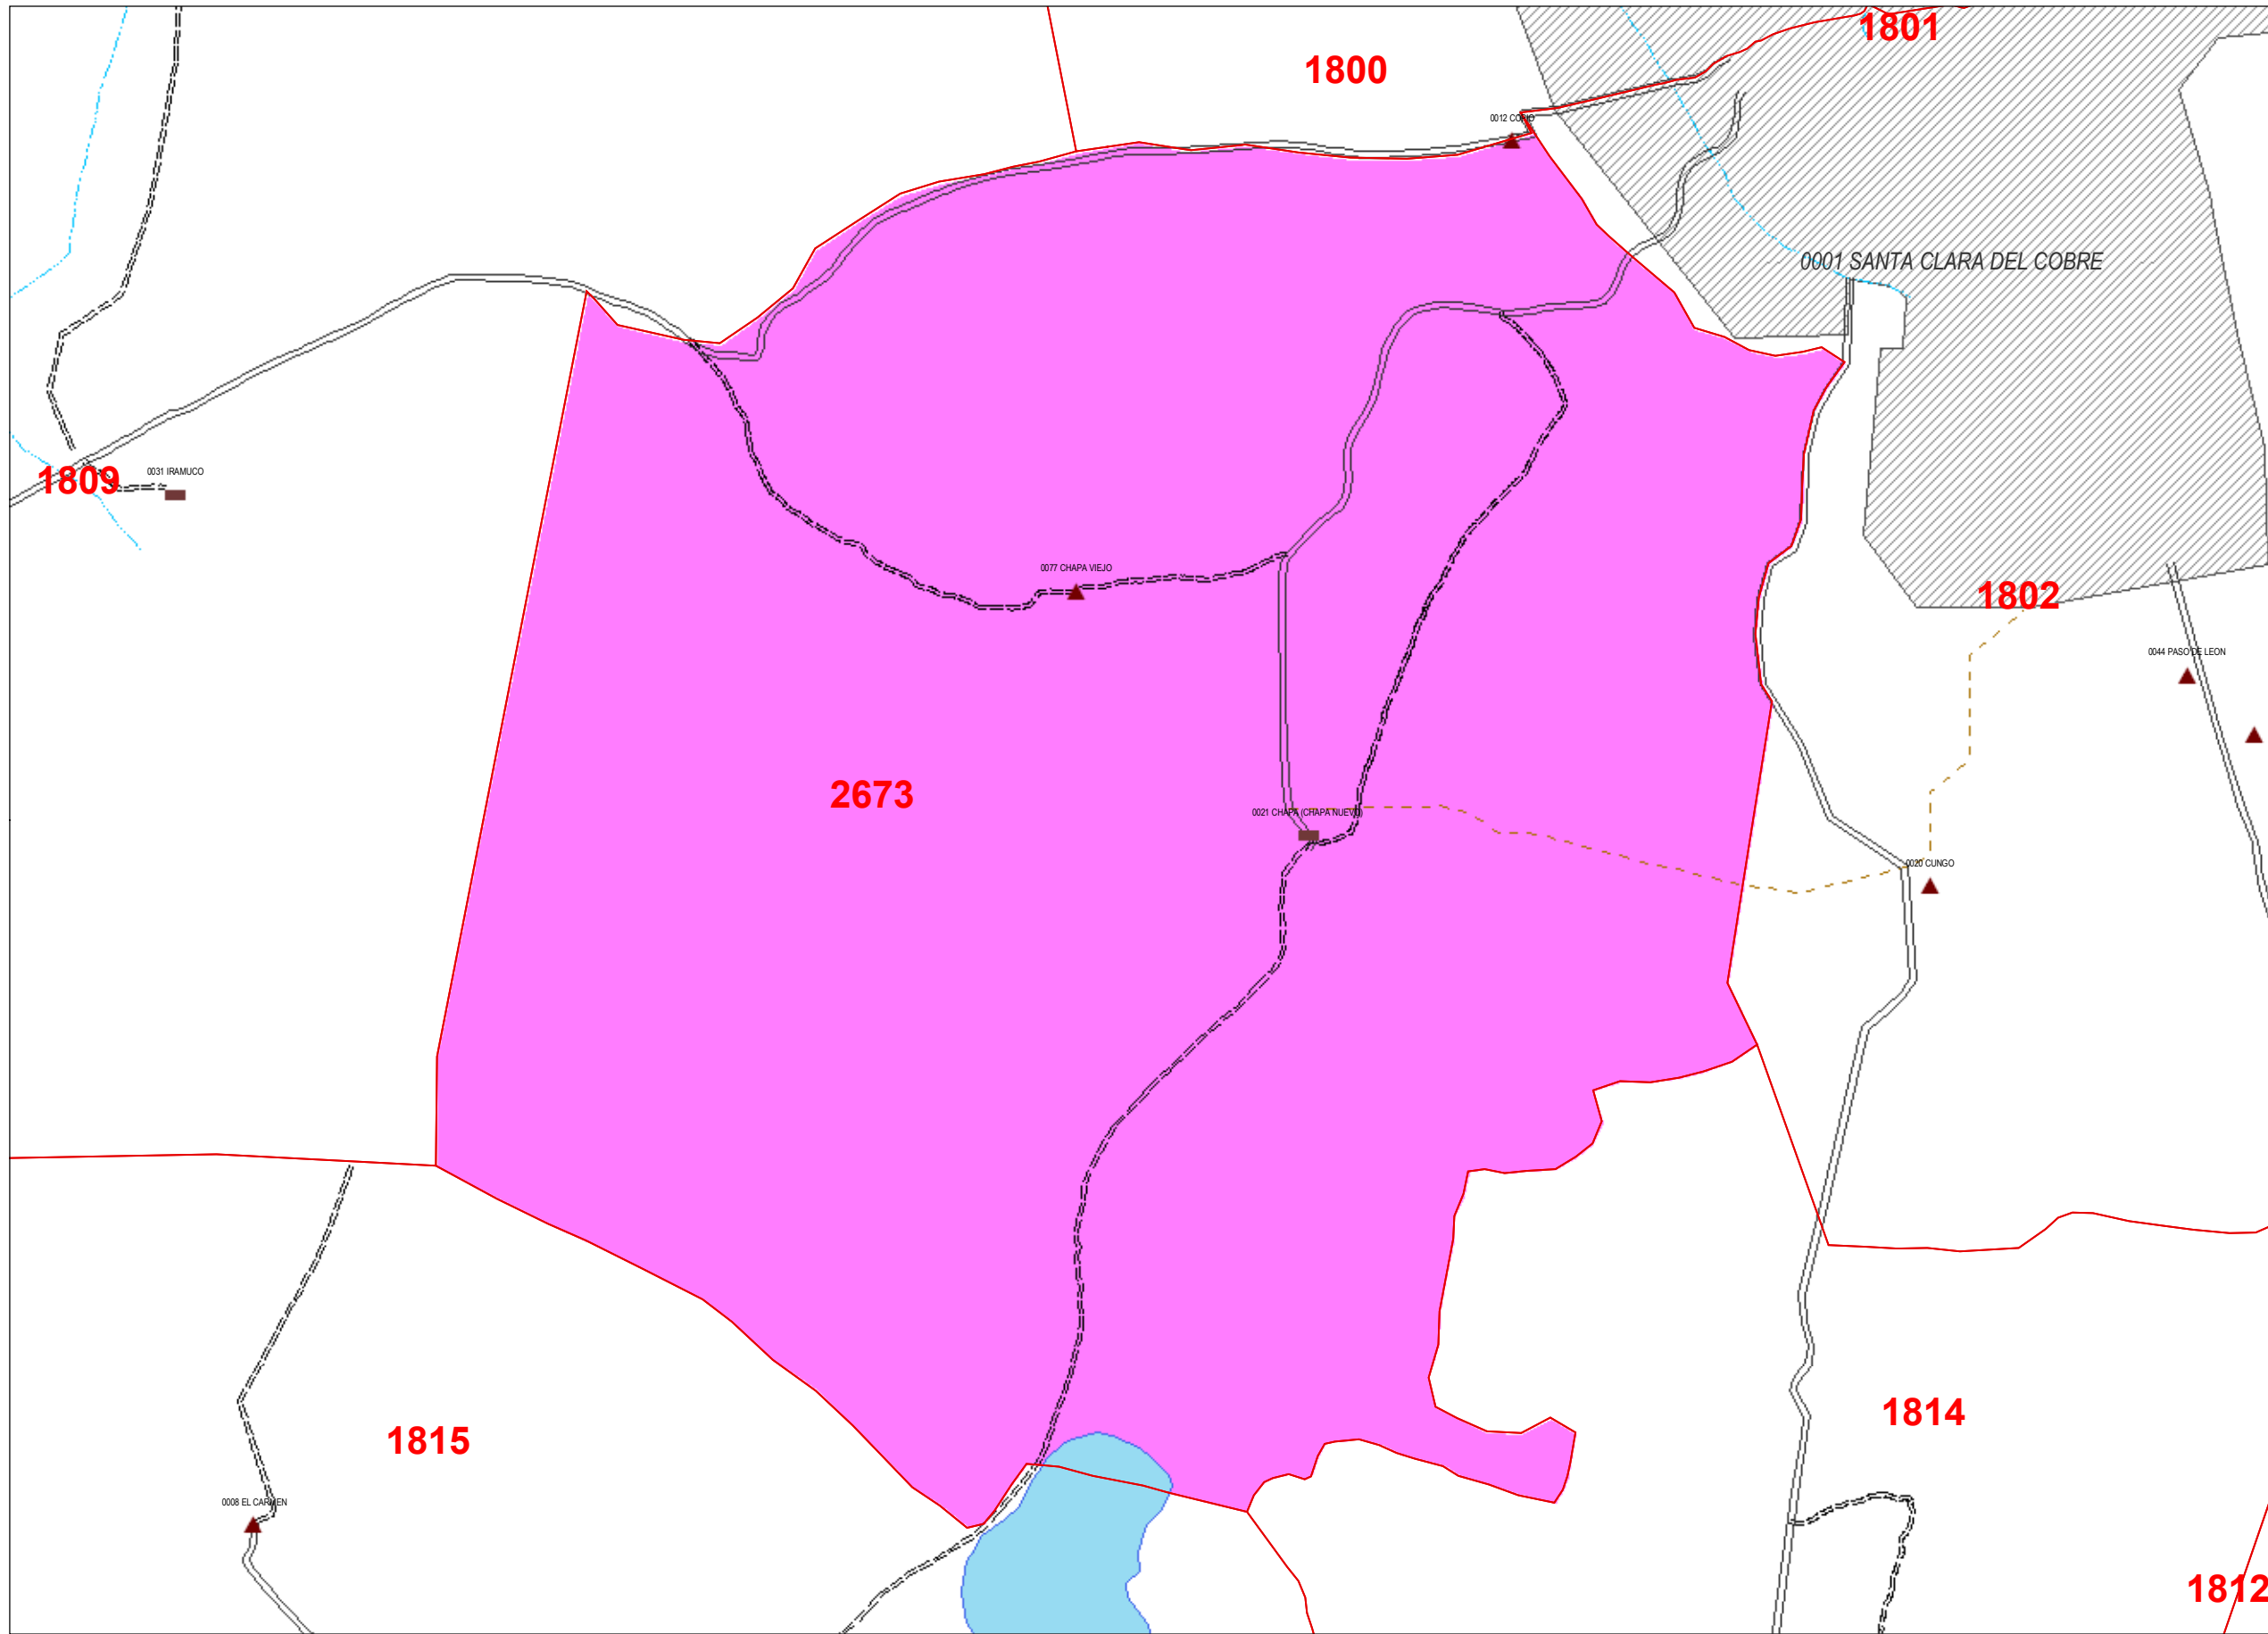 1801
1800
0012 CORIO
0001 SANTA CLARA DEL COBRE
0031 IRAMUCO
1809
0077 CHAPA VIEJO
1802
0044 PASO DE LEON
2673
0021 CHAPA (CHAPA NUEVO)
0020 CUNGO
1814
1815
0008 EL CARMEN
1812